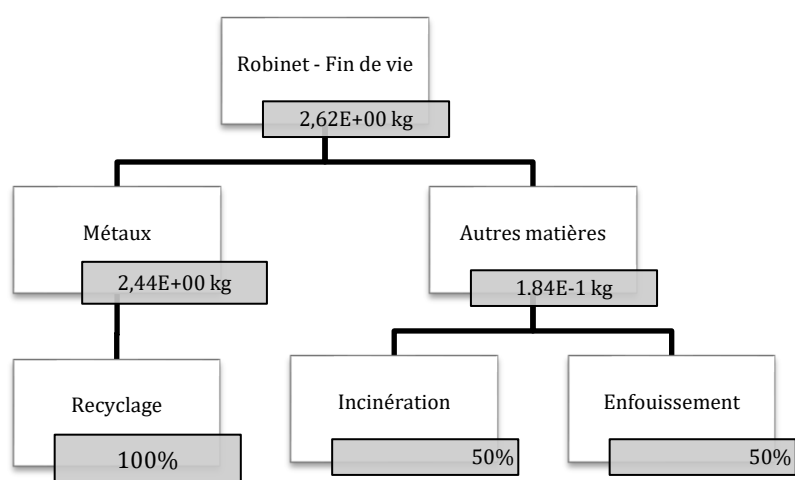 Robinet - Fin de vie
2,62E+00 kg
Métaux
2,44E+00 kg
Autres matières
1.84E-1 kg
Recyclage
100%
Incinération
50%
Enfouissement
50%